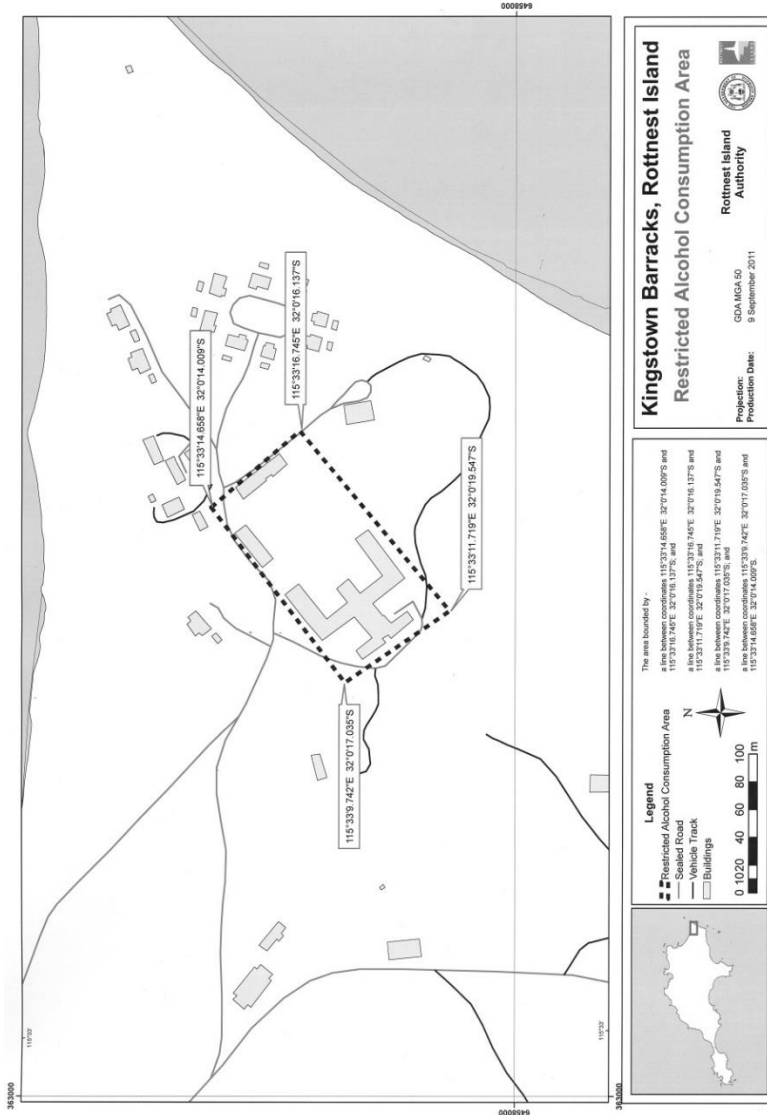 363000
115°33'
6458000
115°33'14.658"E 32°0'14.009"S
115°33'16.745"E 32°0'16.137"S
115°33'9.742"E 32°0'17.035"S
115°33'11.719"E 32°0'19.547"S
363000
115°33'
6458000
Legend
Restricted Alcohol Consumption Area
Sealed Road
Vehicle Track
Buildings
N
0 10 20 40 60 80 100
m
The area bounded by -
a line between coordinates 115°33'14.658"E 32°0'14.009"S and
115°33'16.745"E 32°0'16.137"S; and
a line between coordinates 115°33'16.745"E 32°0'16.137"S and
115°33'11.719"E 32°0'19.547"S; and
a line between coordinates 115°33'11.719"E 32°0'19.547"S and
115°33'9.742"E 32°0'17.035"S; and
a line between coordinates 115°33'9.742"E 32°0'17.035"S and
115°33'14.658"E 32°0'14.009"S.
Kingstown Barracks, Rottnest Island
Restricted Alcohol Consumption Area
Projection: GDA MGA 50
Production Date: 9 September 2011
Rottnest Island
Authority